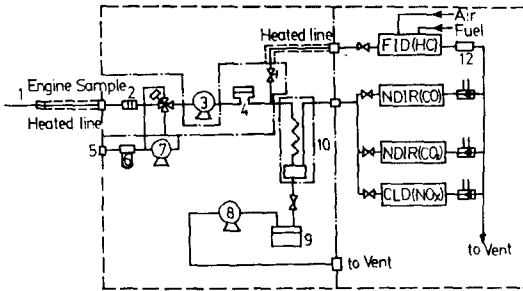 Air
Fuel
Heated line
FID(HC)
12
Engine Sample
1
2
3
4
Heated line
NDIR(CO)
5
7
10
NDIR(CO₂)
8
9
CLD(NOx)
to Vent
to Vent